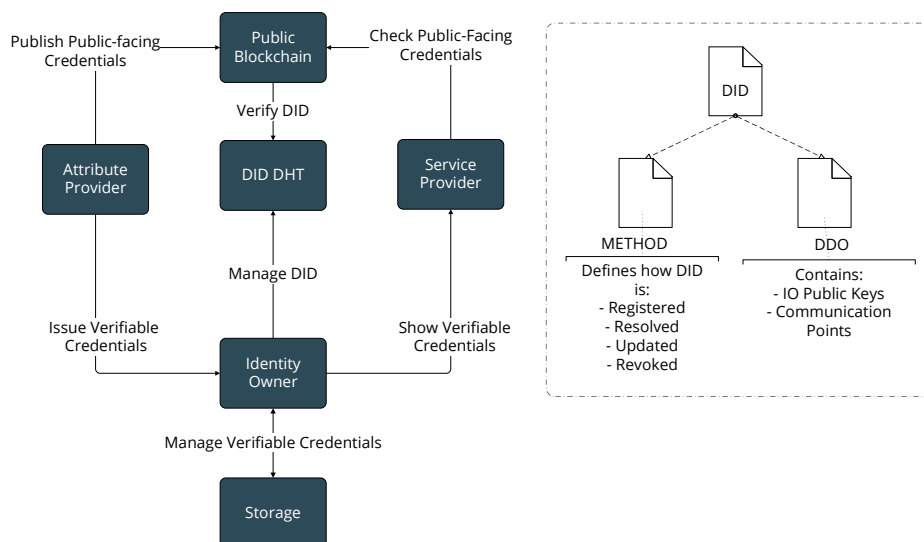 Publish Public-facing
Credentials
Public
Blockchain
Check Public-Facing
Credentials
Verify DID
Attribute
Provider
DID DHT
Service
Provider
Manage DID
Issue Verifiable
Credentials
Show Verifiable
Credentials
Identity
Owner
Manage Verifiable Credentials
Storage
DID
METHOD
Defines how DID
is:
- Registered
- Resolved
- Updated
- Revoked
DDO
Contains:
- IO Public Keys
- Communication
Points